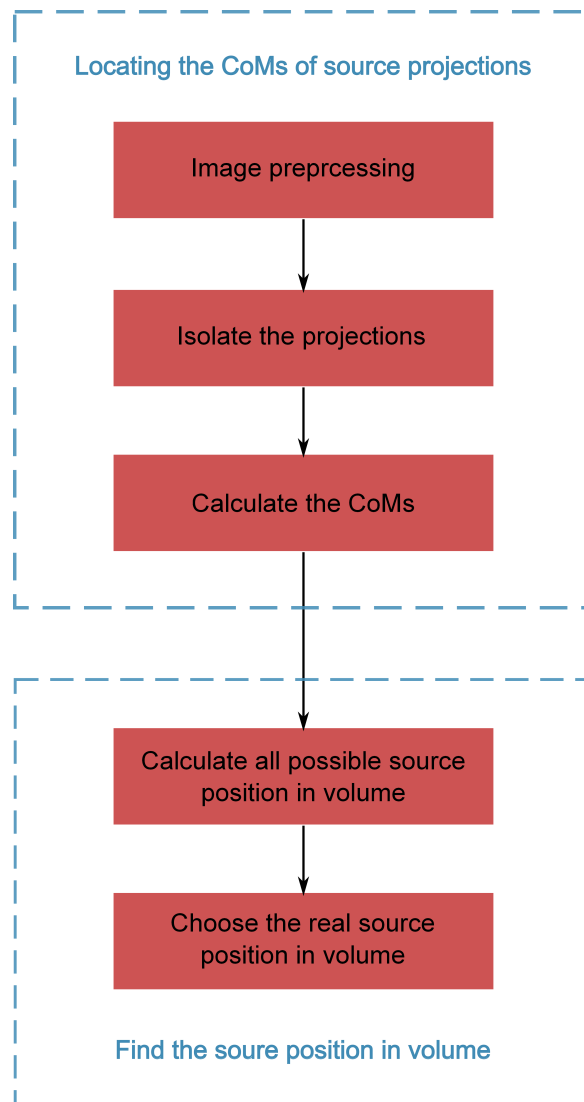 Locating the CoMs of source projections
Image preprcessing
Isolate the projections
Calculate the CoMs
Calculate all possible source
position in volume
Choose the real source
position in volume
Find the soure position in volume